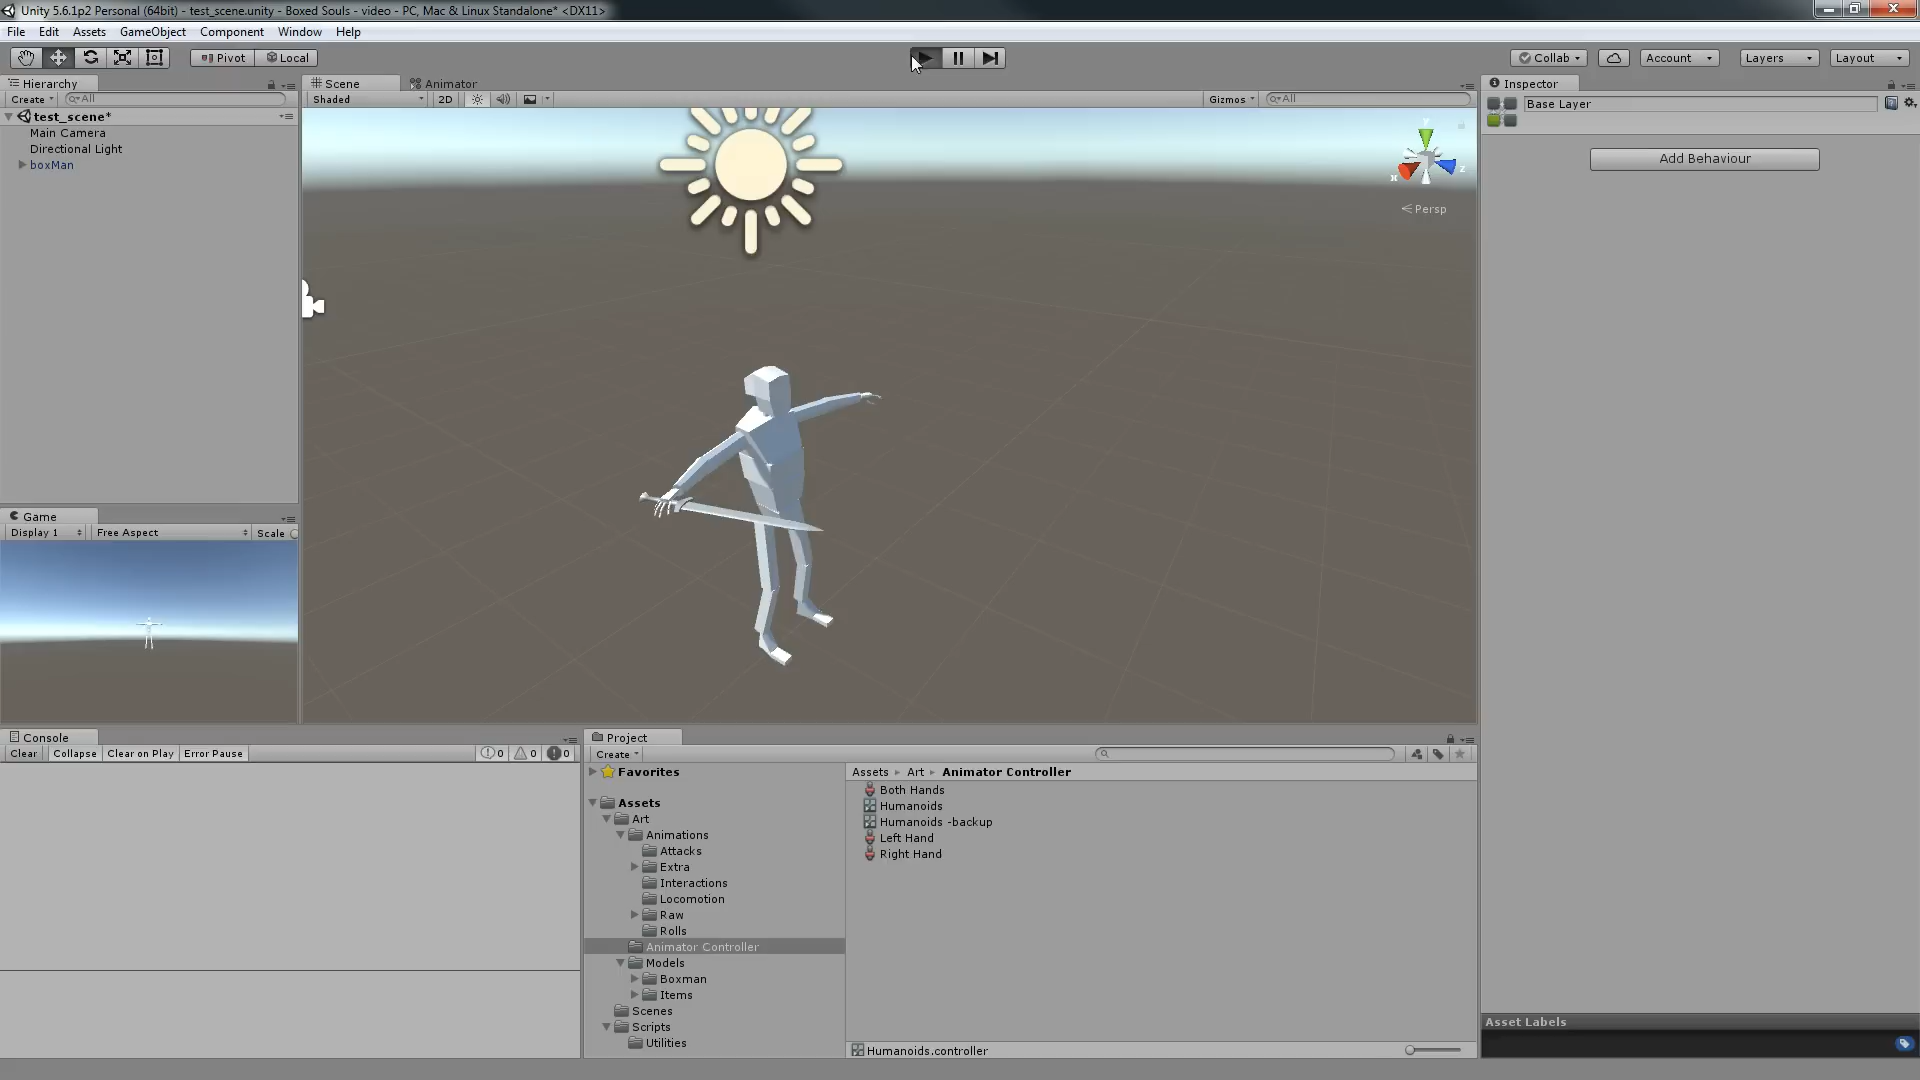 Unity 5.6.1p2 Personal (64bit) - test_scene.unity - Boxed Souls - video - PC, Mac & Linux Standalone* <DX11>
File Edit Assets GameObject Component Window Help
Pivot Local Collab Account Layers Layout
Hierarchy
Create All
test_scene*
Main Camera
Directional Light
boxMan
Scene Animator
Shaded 2D Gizmos All
Y
x z
Persp
Inspector
Base Layer
Add Behaviour
Game
Display 1 Free Aspect Scale
Console
Clear Collapse Clear on Play Error Pause 0 0 0
Project
Create
Favorites
Assets
Art
Animations
Attacks
Extra
Interactions
Locomotion
Raw
Rolls
Animator Controller
Models
Boxman
Items
Scenes
Scripts
Utilities
Assets Art Animator Controller
Both Hands
Humanoids
Humanoids -backup
Left Hand
Right Hand
Humanoids.controller
Asset Labels